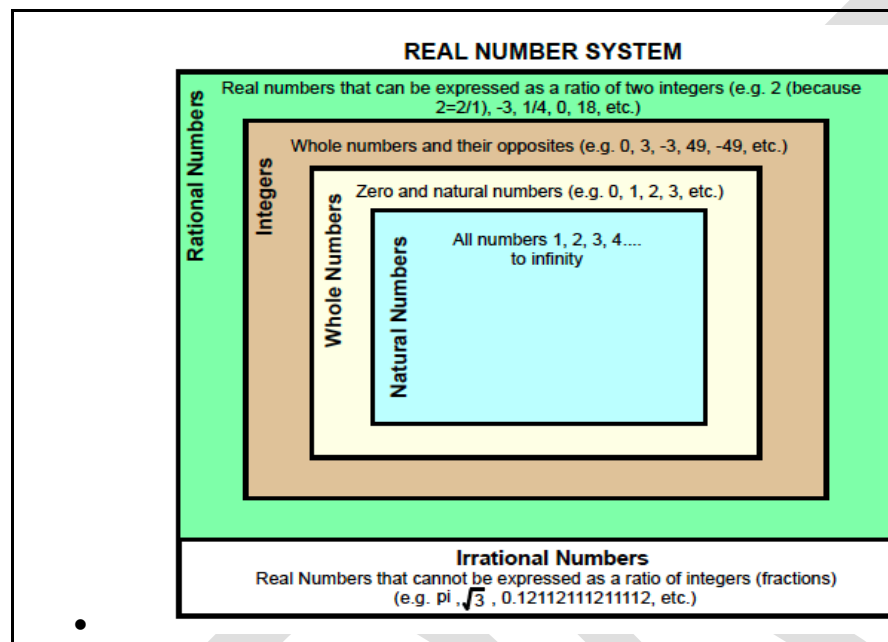 REAL NUMBER SYSTEM
Real numbers that can be expressed as a ratio of two integers (e.g. 2 (because
2=2/1), -3, 1/4, 0, 18, etc.)
Rational Numbers
Whole numbers and their opposites (e.g. 0, 3, -3, 49, -49, etc.)
Integers
Zero and natural numbers (e.g. 0, 1, 2, 3, etc.)
Whole Numbers
All numbers 1, 2, 3, 4....
to infinity
Natural Numbers
Irrational Numbers
Real Numbers that cannot be expressed as a ratio of integers (fractions)
(e.g. pi ,√3 , 0.12112111211112, etc.)